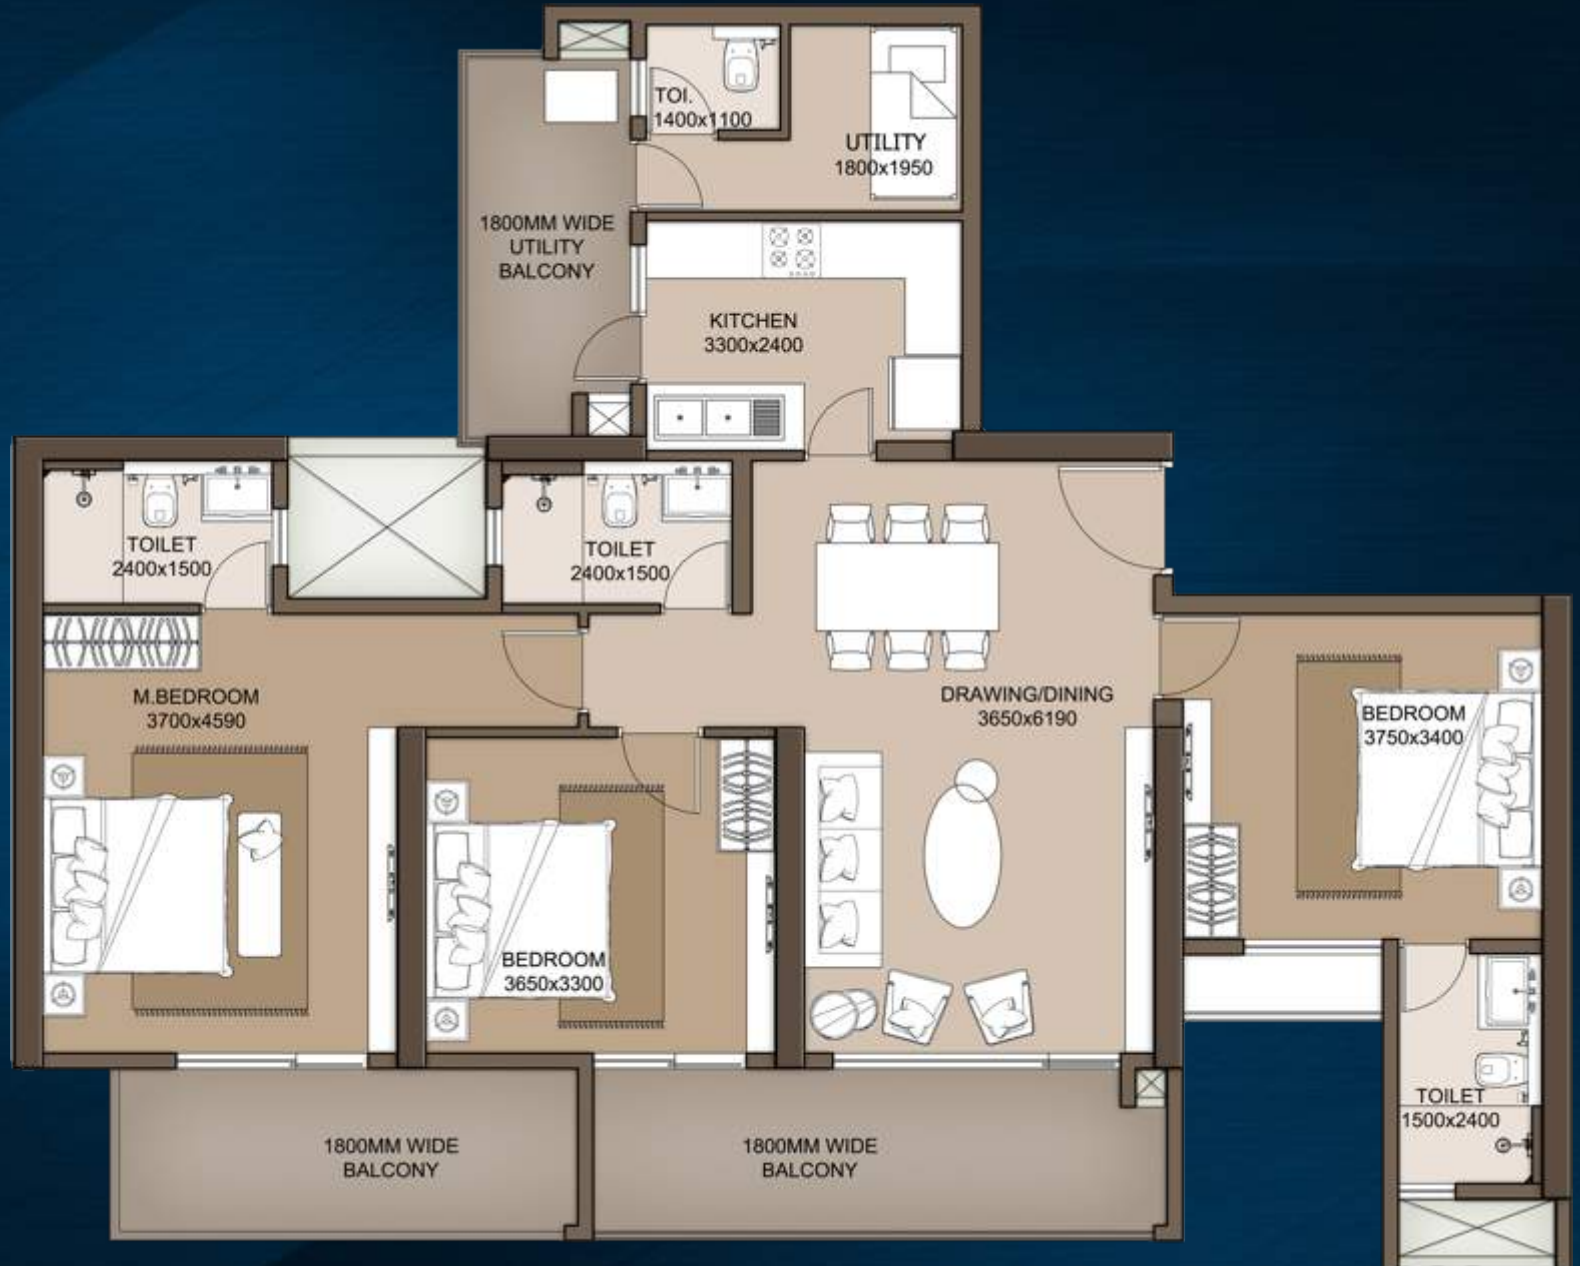 TOI.
1400x1100
UTILITY
1800x1950
1800MM WIDE
UTILITY
BALCONY
KITCHEN
3300x2400
TOILET
2400x1500
TOILET
2400x1500
M.BEDROOM
3700x4590
DRAWING/DINING
3650x6190
BEDROOM
3750x3400
BEDROOM
3650x3300
TOILET
1500x2400
1800MM WIDE
BALCONY
1800MM WIDE
BALCONY